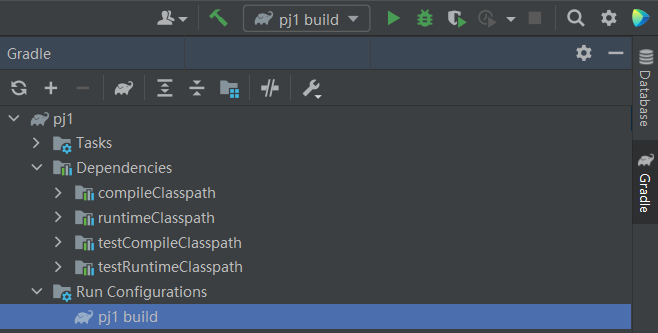 pj1 build
Gradle
pj1
Tasks
Dependencies
compileClasspath
runtimeClasspath
testCompileClasspath
testRuntimeClasspath
Run Configurations
pj1 build
Database
Gradle